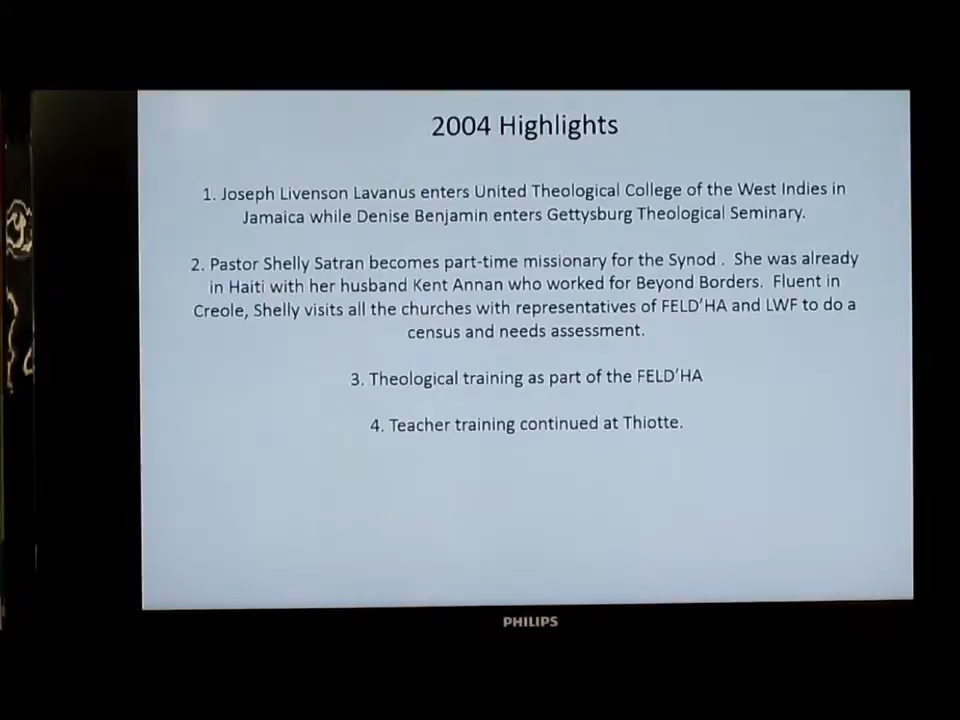 2004 Highlights
1. Joseph Livenson Lavanus enters United Theological College of the West Indies in
Jamaica while Denise Benjamin enters Gettysburg Theological Seminary.
2. Pastor Shelly Satran becomes part-time missionary for the Synod . She was already
in Haiti with her husband Kent Annan who worked for Beyond Borders. Fluent in
Creole, Shelly visits all the churches with representatives of FELD’HA and LWF to do a
census and needs assessment.
3. Theological training as part of the FELD’HA
4. Teacher training continued at Thiotte.
PHILIPS